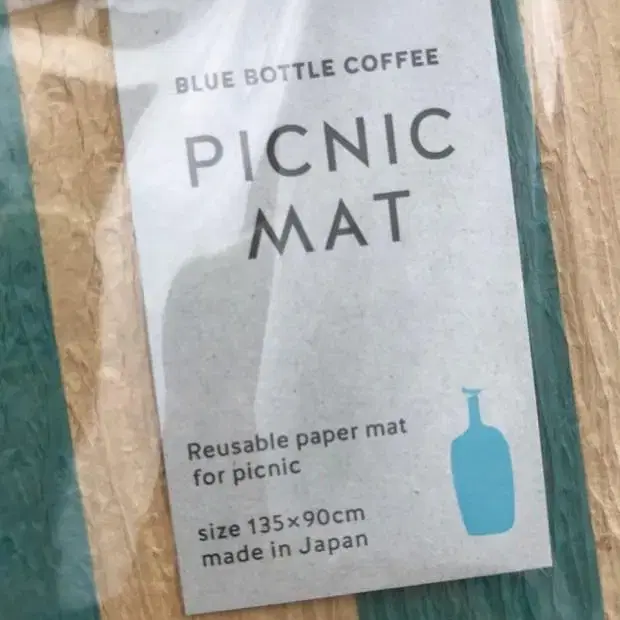 BLUE BOTTLE COFFEE
PICNIC
MAT
Reusable paper mat
for picnic
size 135×90cm
made in Japan